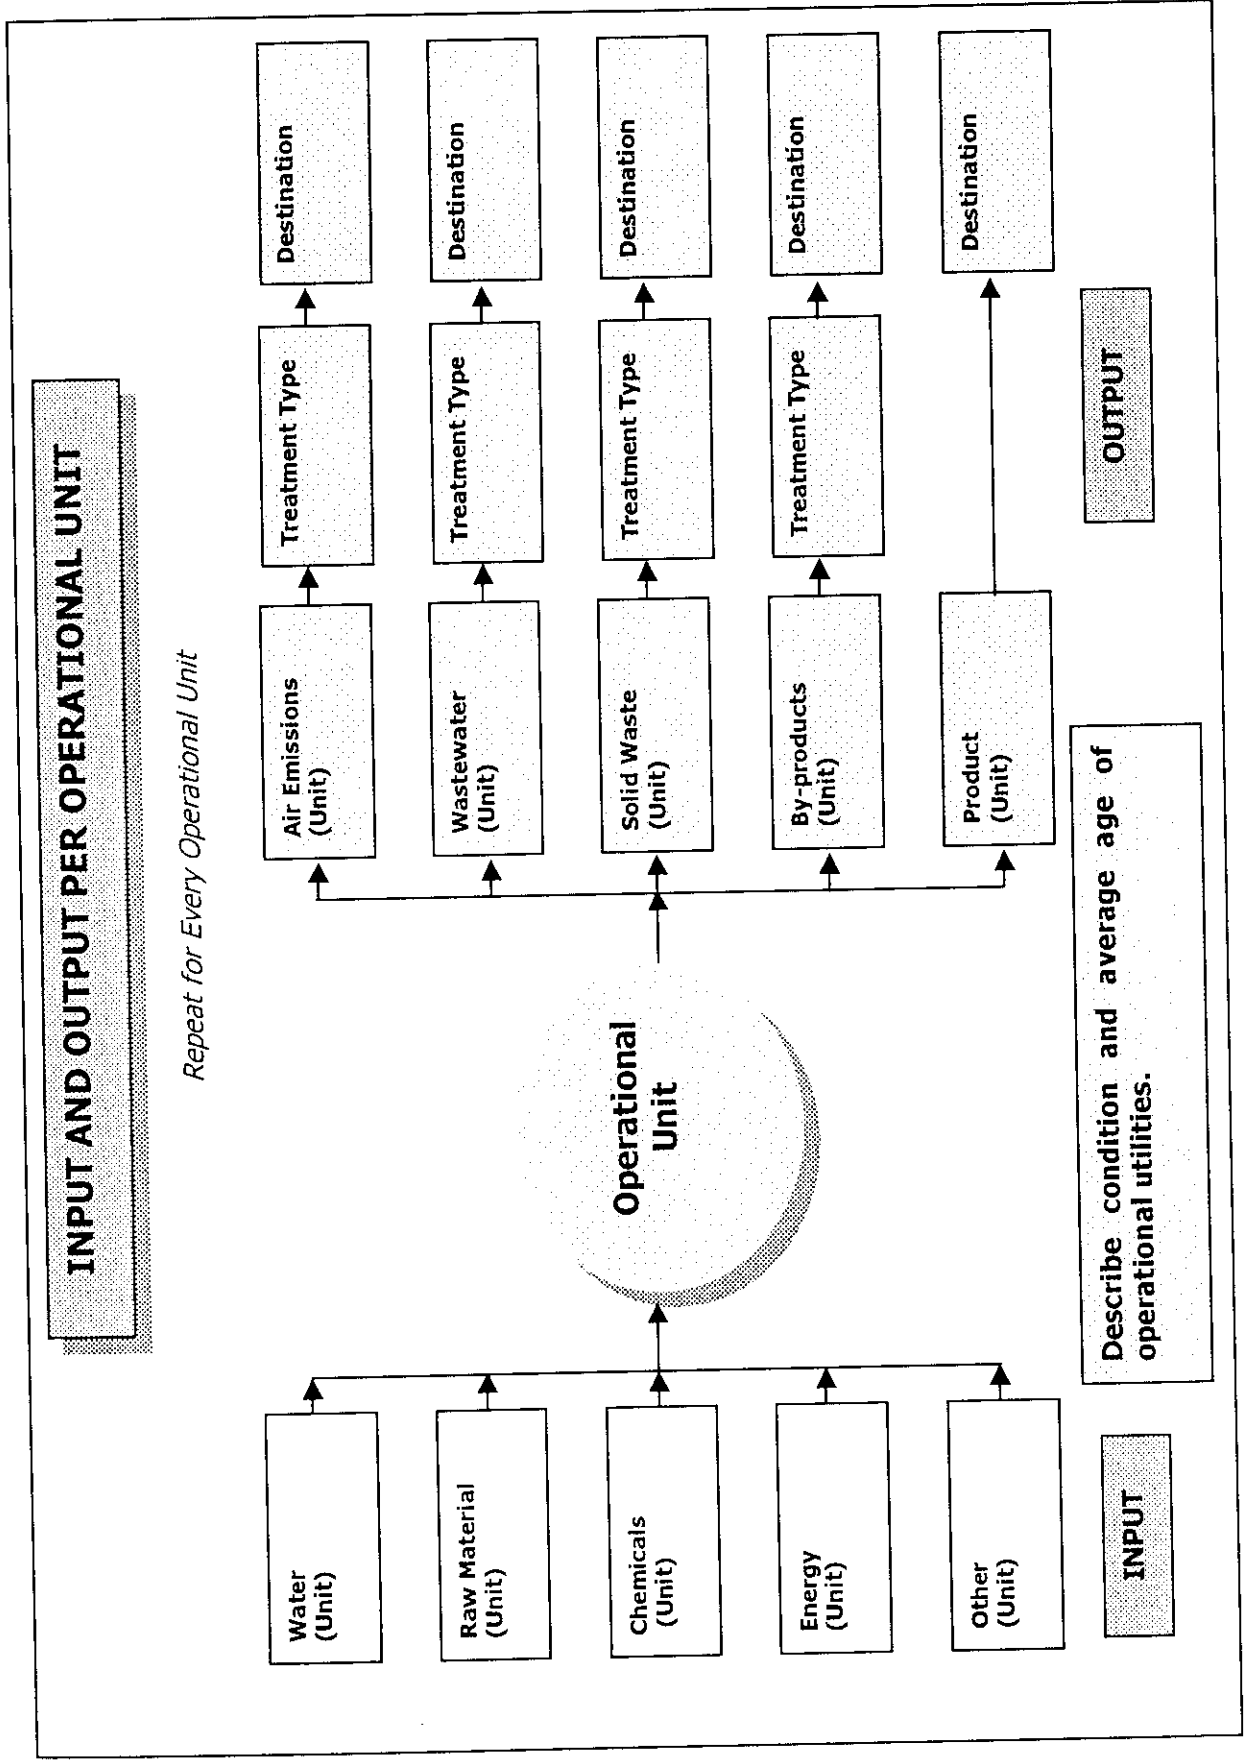 INPUT AND OUTPUT PER OPERATIONAL UNIT
Repeat for Every Operational Unit
Water
(Unit)
Raw Material
(Unit)
Chemicals
(Unit)
Energy
(Unit)
Other
(Unit)
INPUT
Operational
Unit
Describe condition and average age of
operational utilities.
Air Emissions
(Unit)
Treatment Type
Destination
Wastewater
(Unit)
Treatment Type
Destination
Solid Waste
(Unit)
Treatment Type
Destination
By-products
(Unit)
Treatment Type
Destination
Product
(Unit)
Destination
OUTPUT